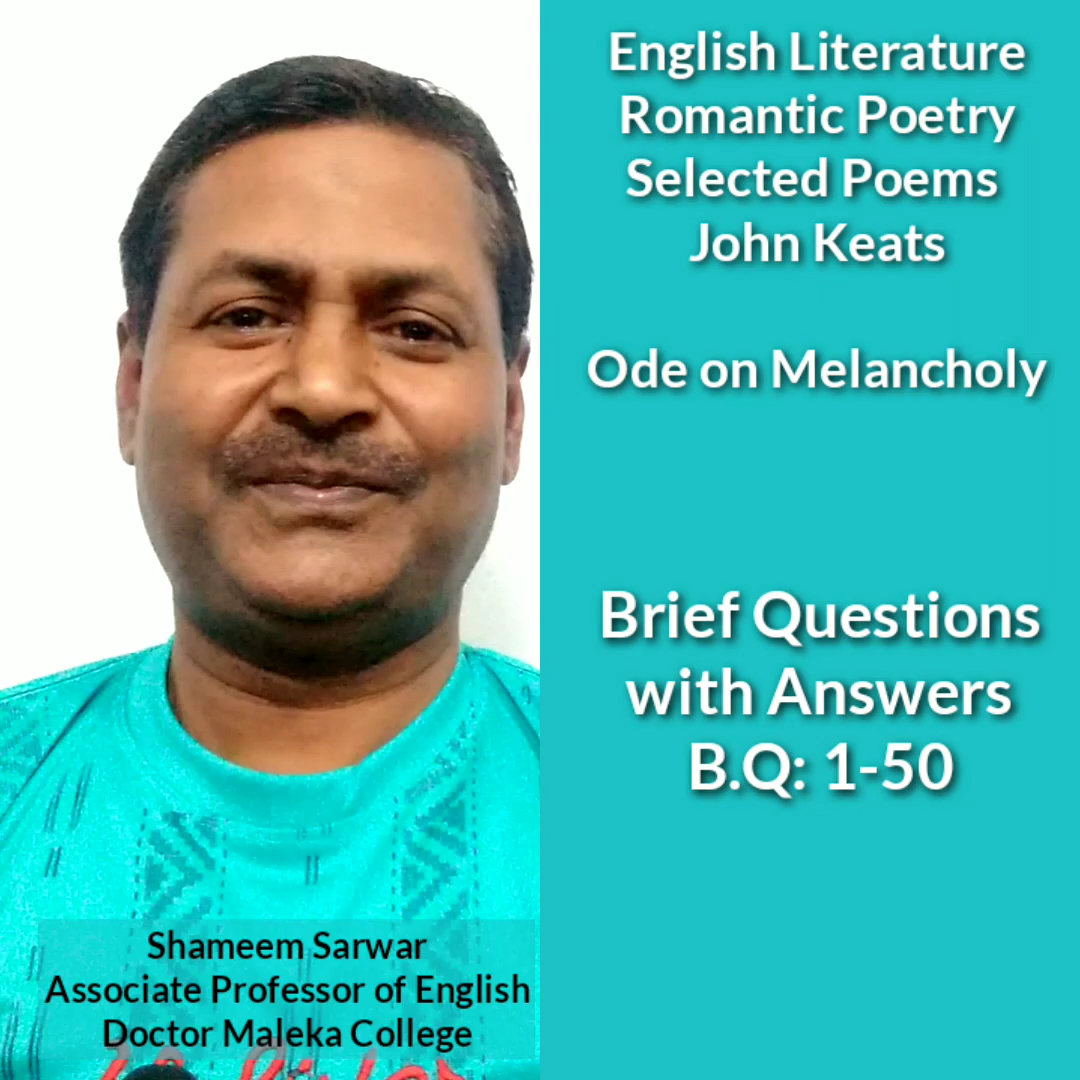 English Literature
Romantic Poetry
Selected Poems
John Keats
Ode on Melancholy
Brief Questions
with Answers
B.Q: 1-50
Shameem Sarwar
Associate Professor of English
Doctor Maleka College